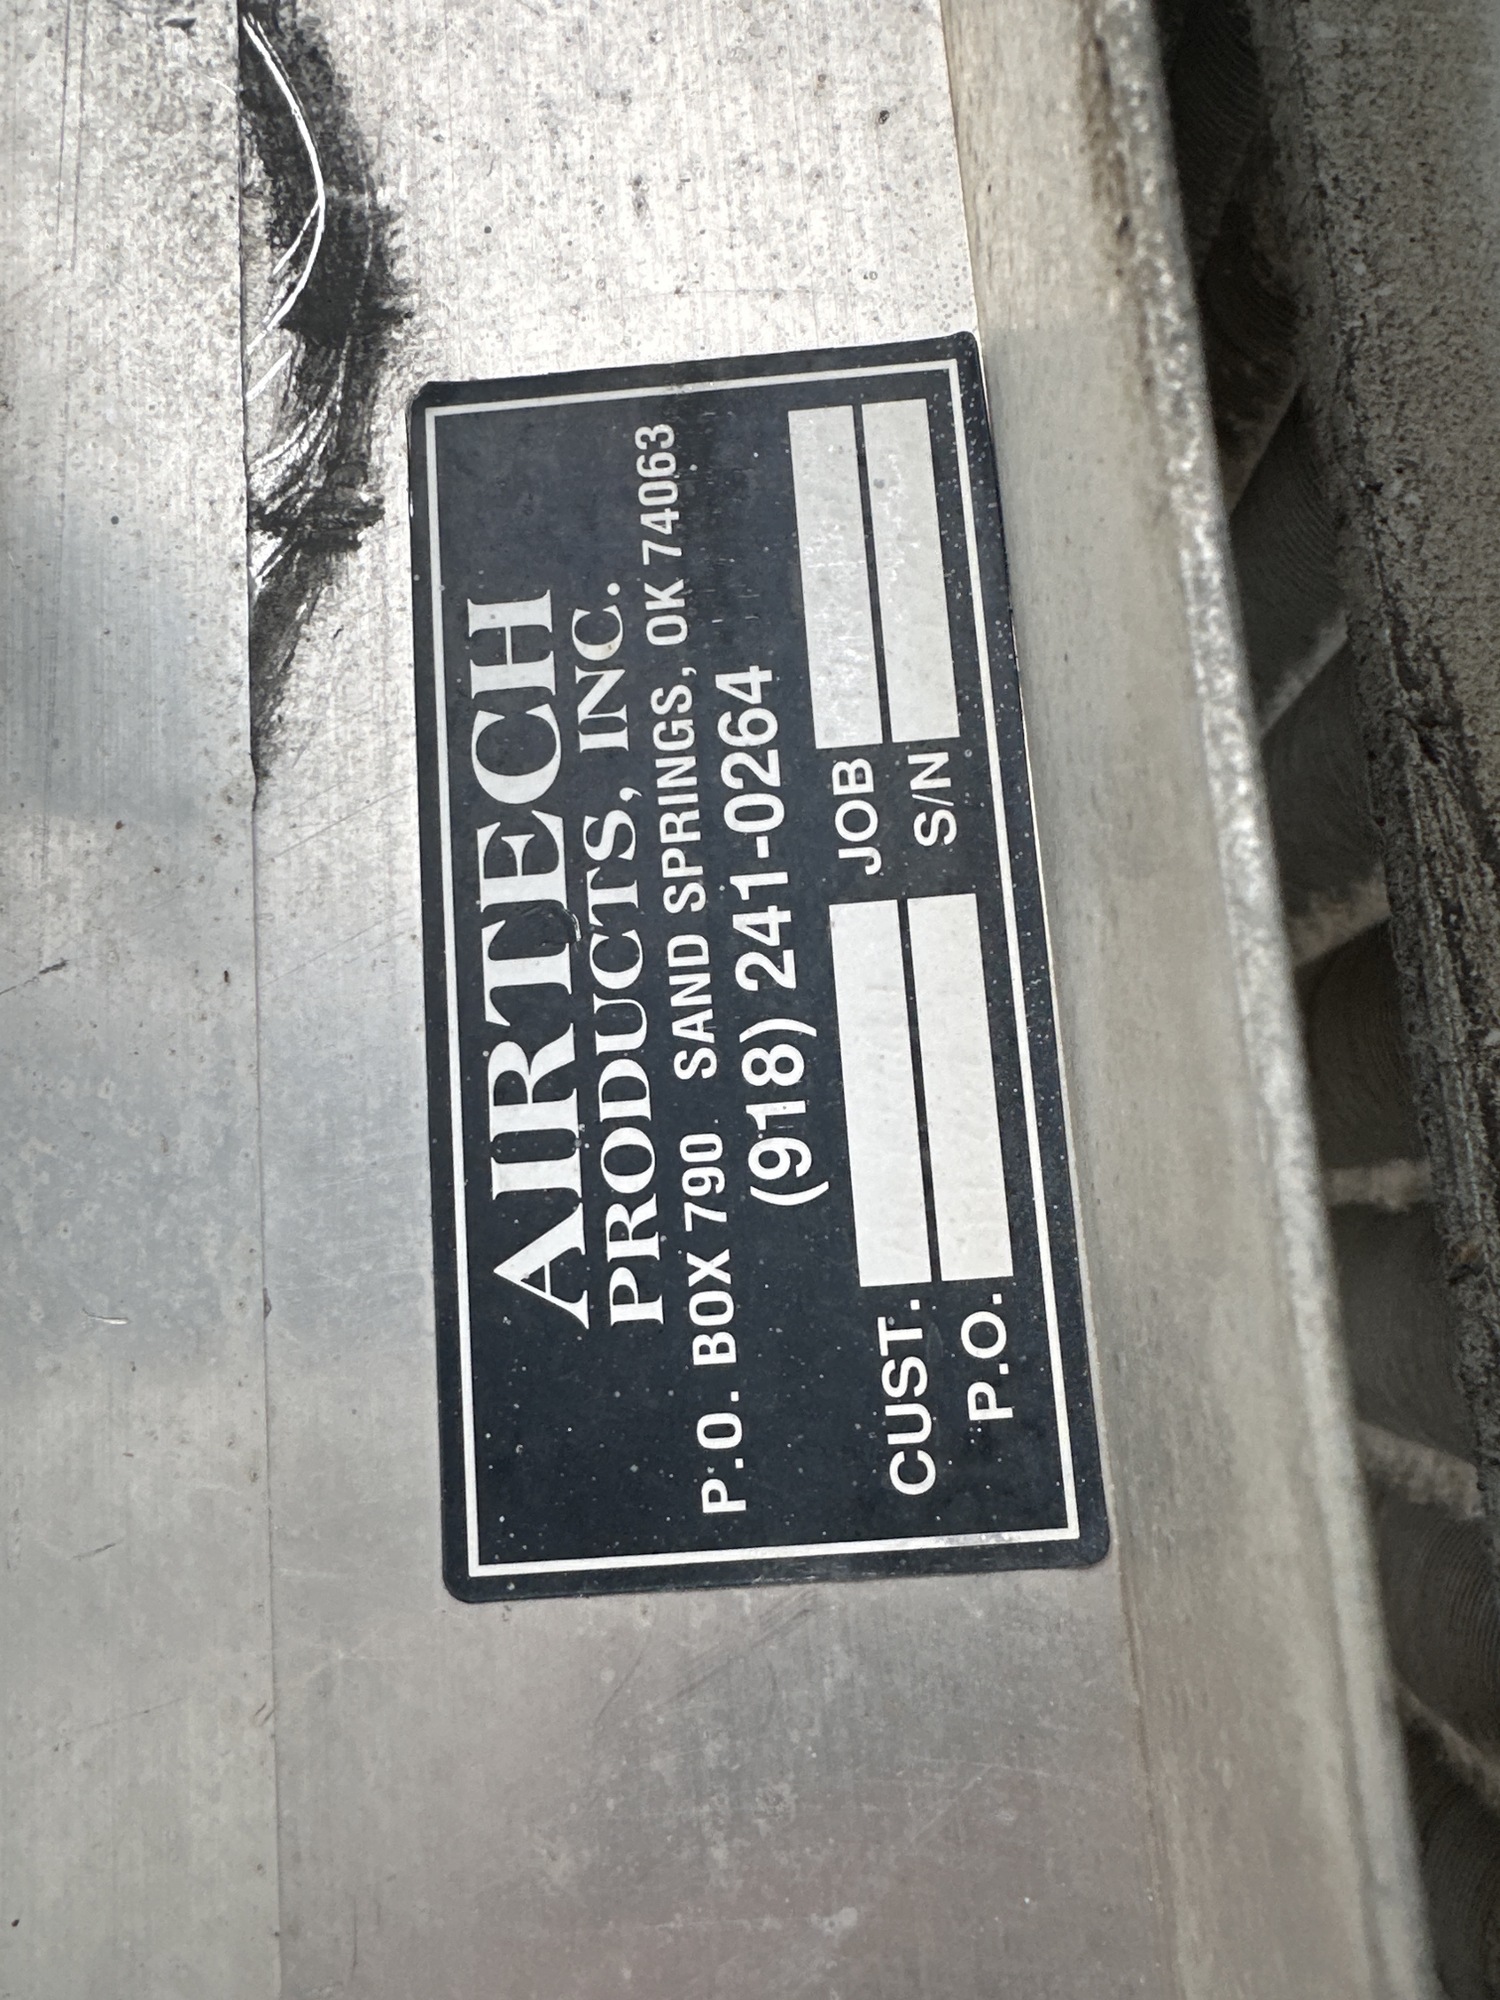 AIRTECH
PRODUCTS, INC.
P.O. BOX 790 SAND SPRINGS, OK 74063
(918) 241-0264
CUST. JOB
P.O. S/N